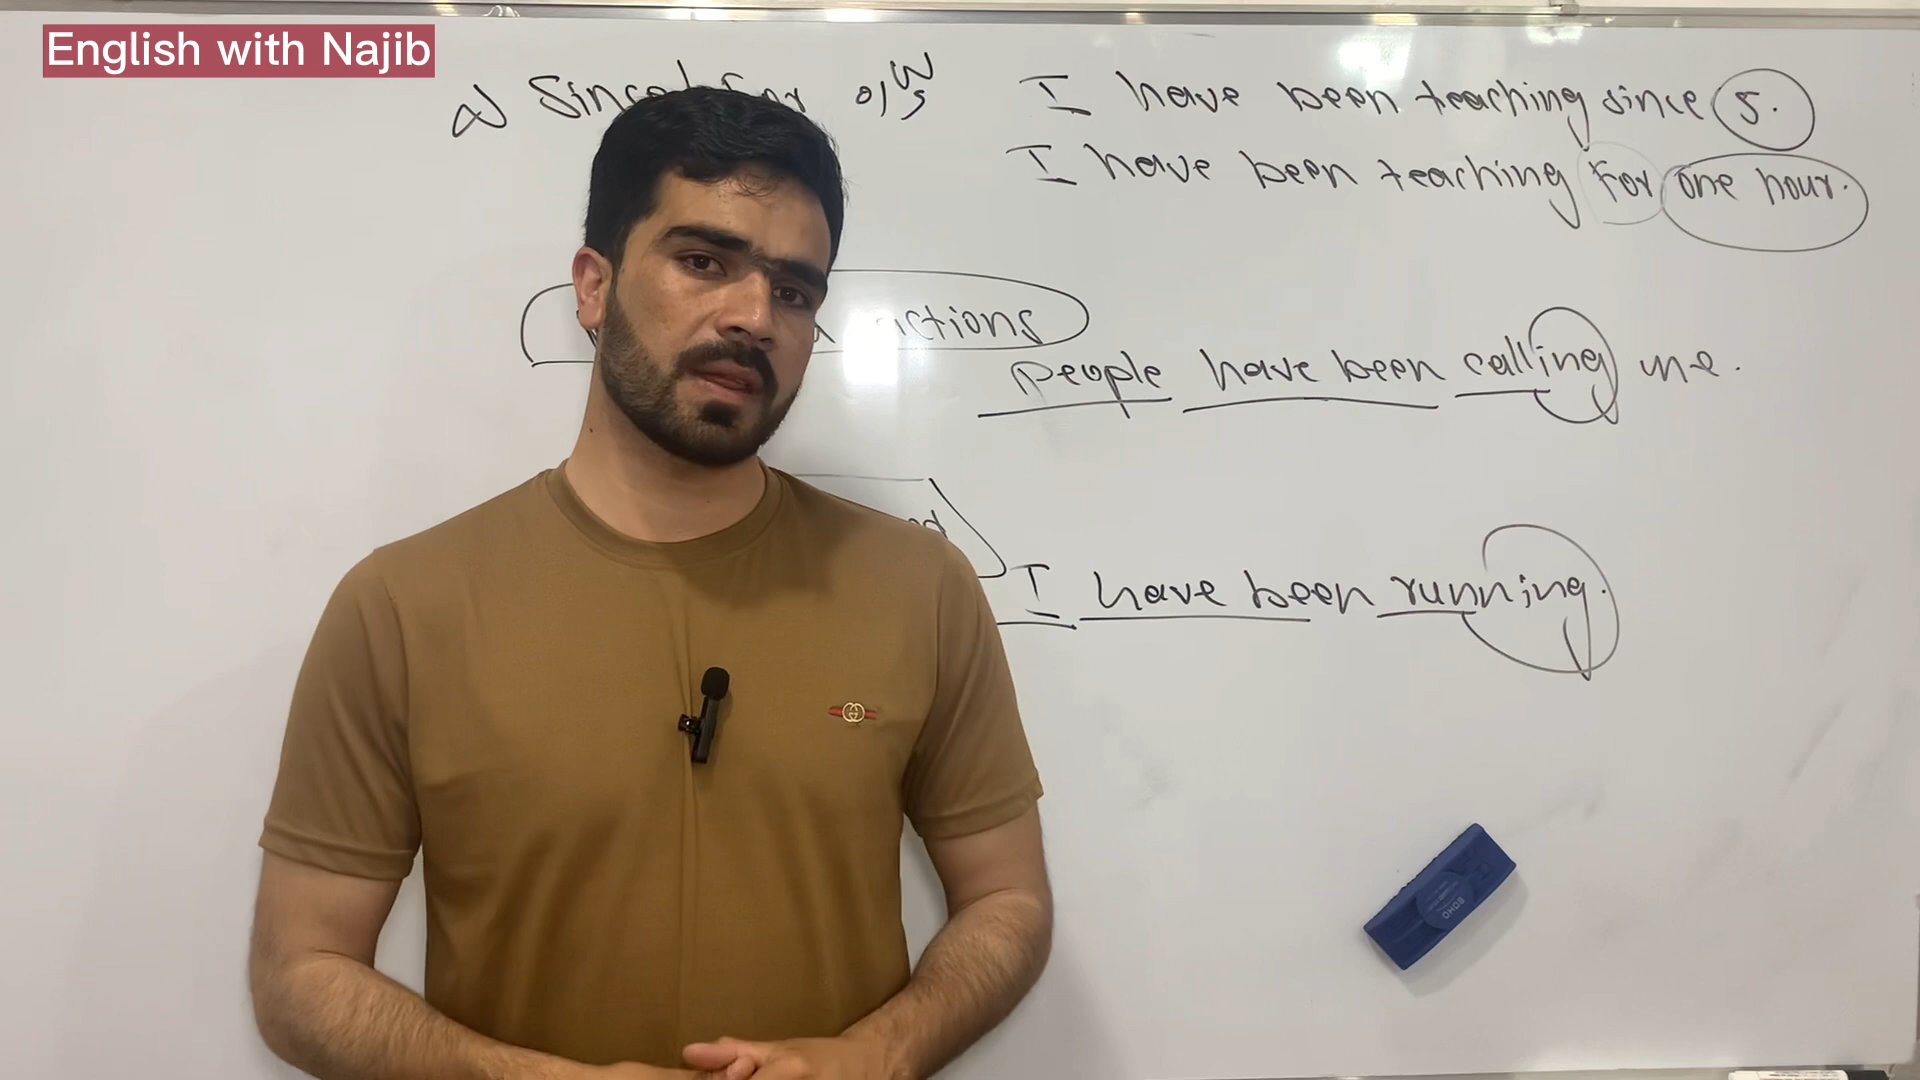 English with Najib
a) Since/ for
I have been teaching since 5.
I have been teaching for one hour.
actions
people have been calling me.
I have been running.